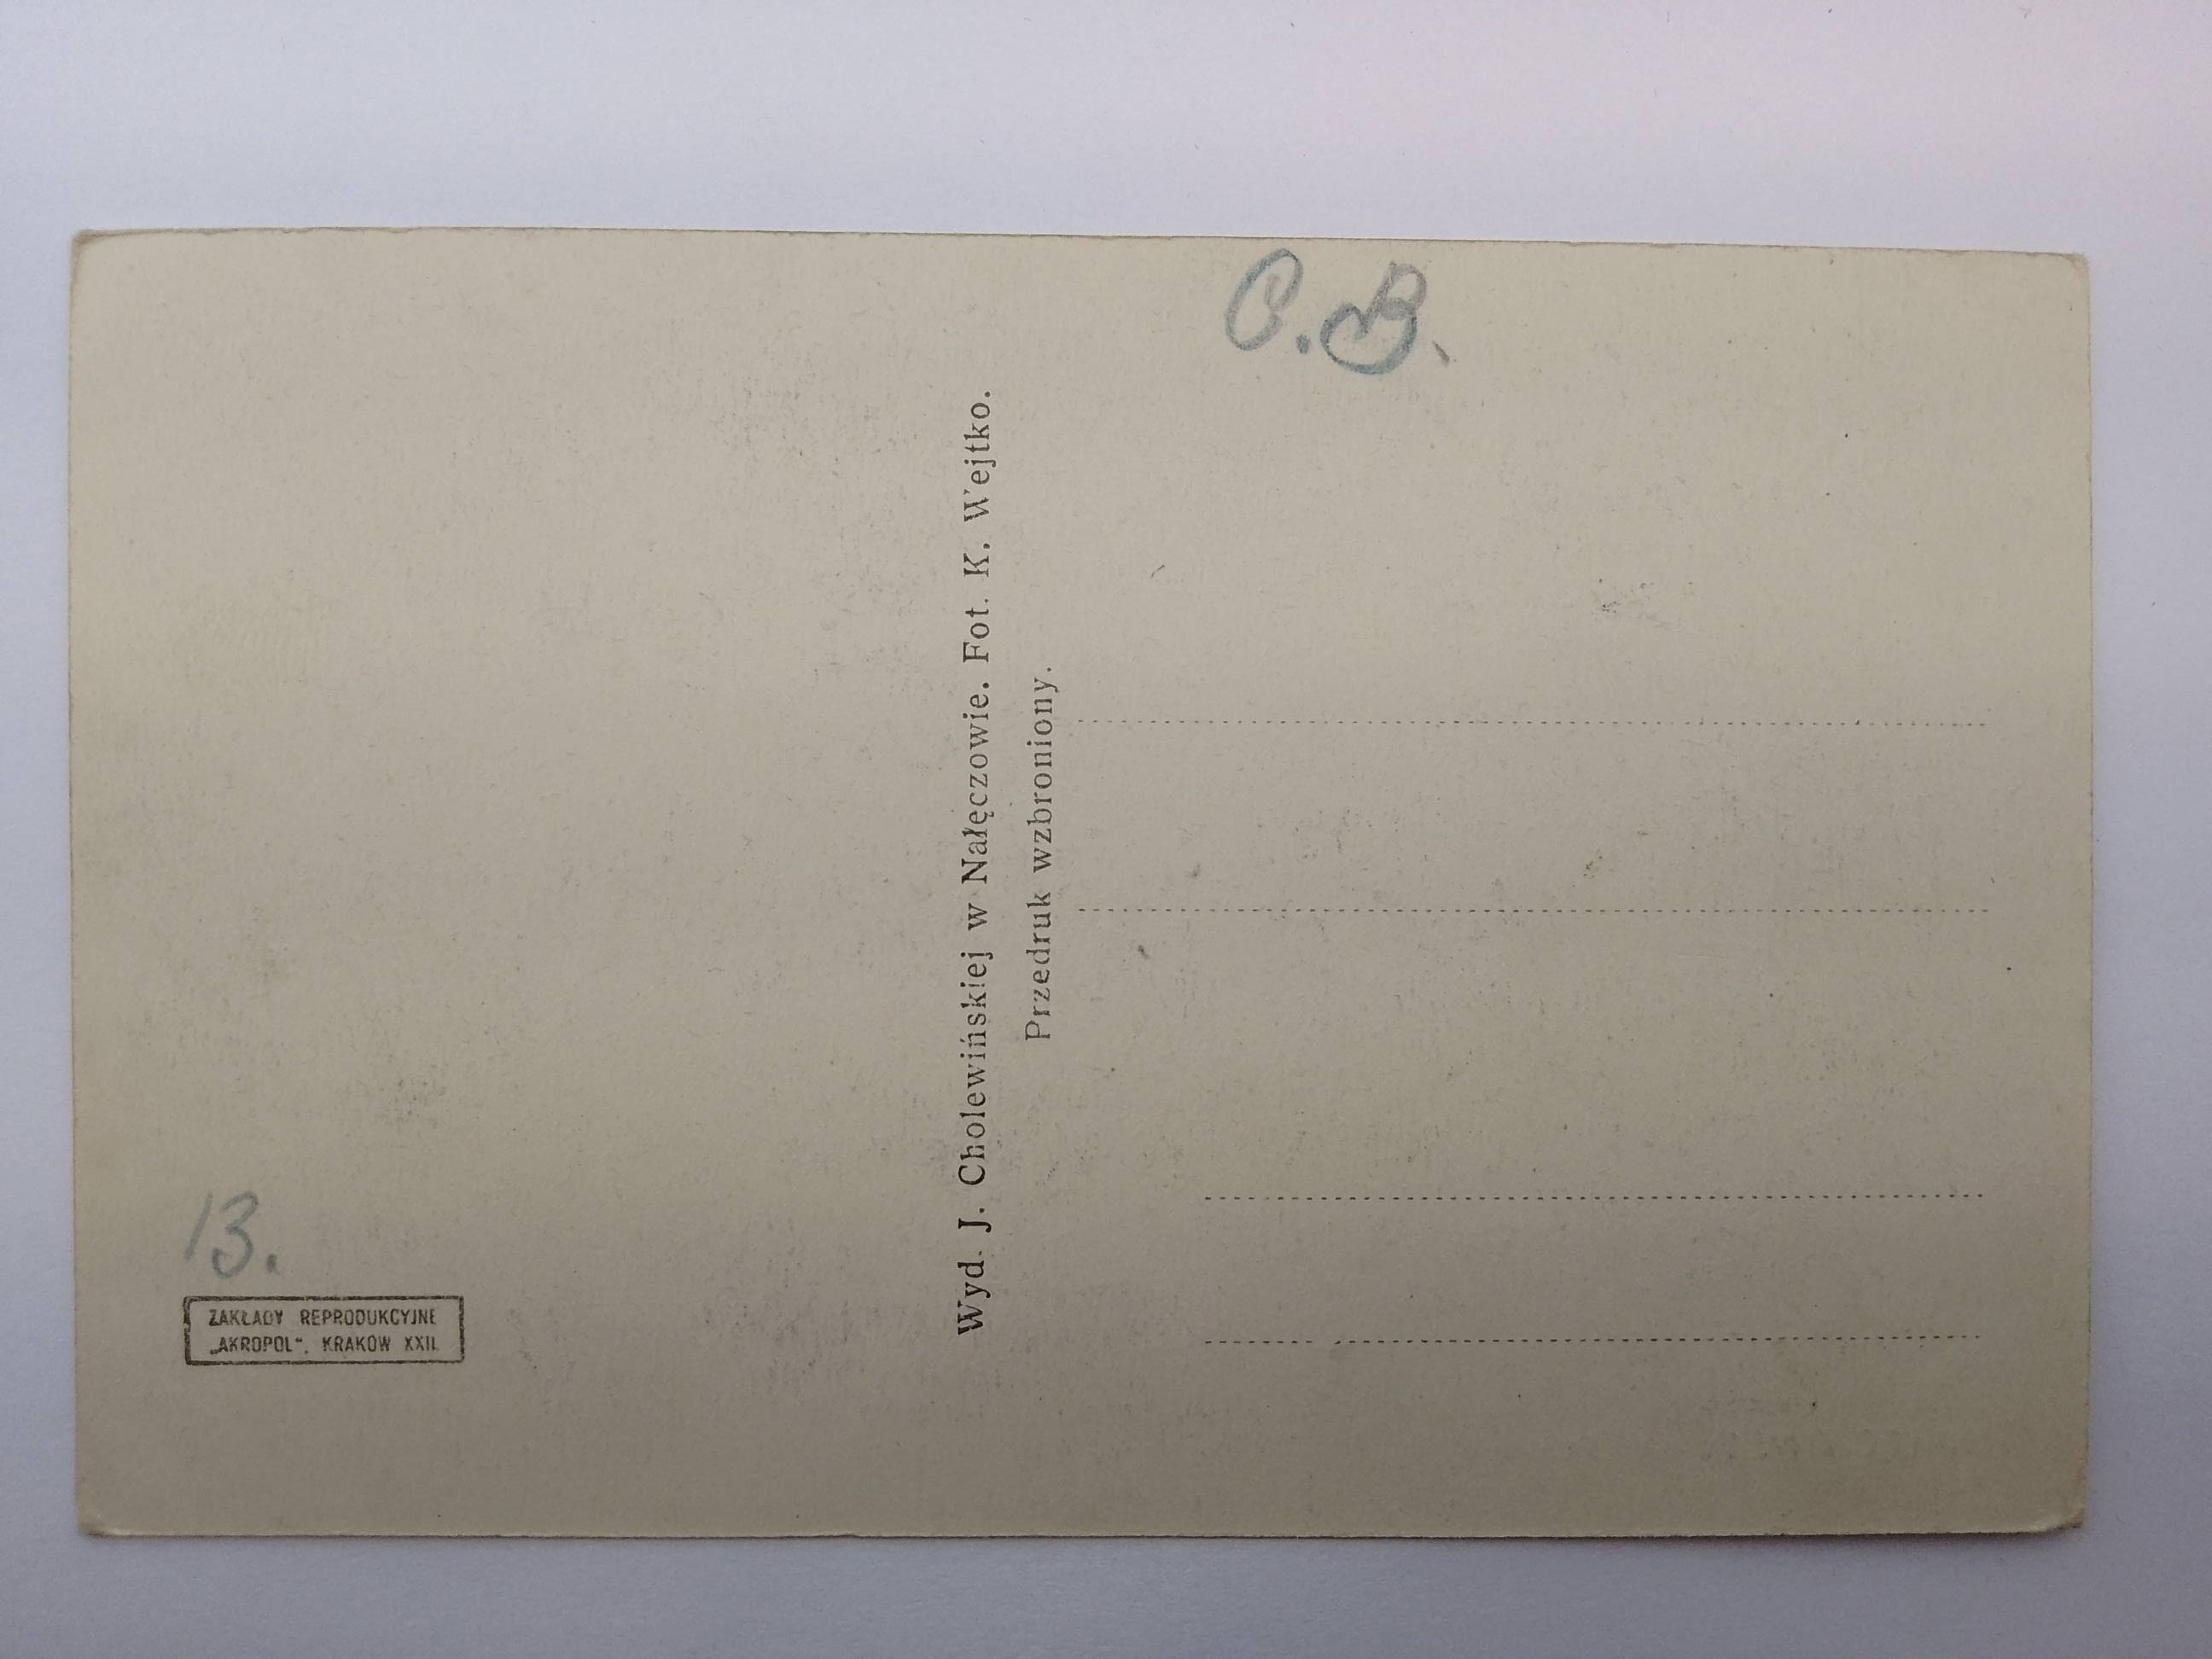 C.B.
Wyd. J. Cholewińskiej w Nałęczowie. Fot. K. Wejtko.
Przedruk wzbroniony.
13.
ZAKŁADY REPRODUKCYJNE
„AKROPOL“. KRAKÓW XXII